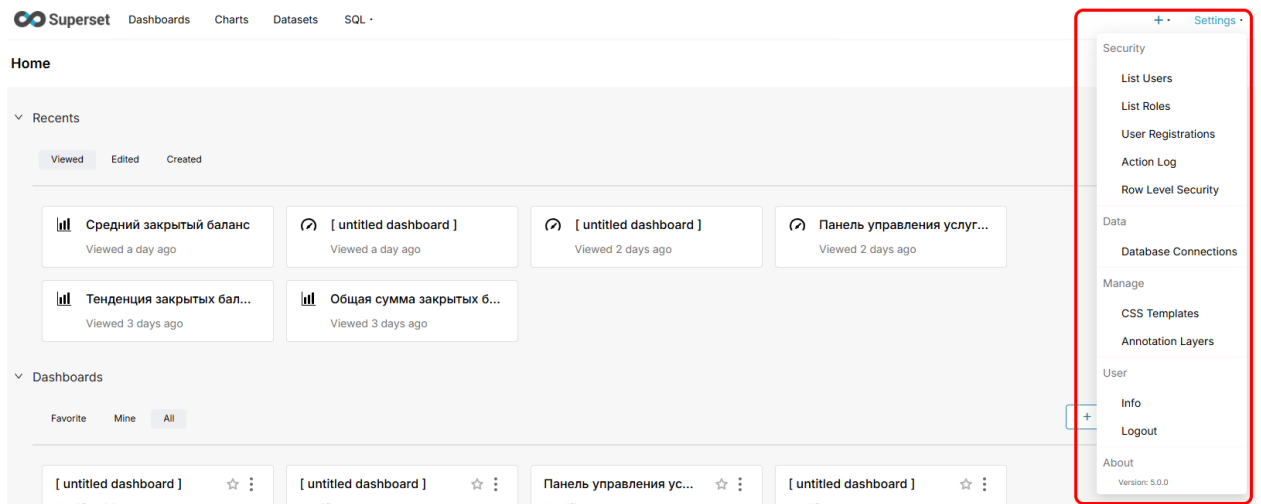 Superset Dashboards Charts Datasets SQL
+ Settings
Home
Recents
Viewed Edited Created
Средний закрытый баланс
Viewed a day ago
[ untitled dashboard ]
Viewed a day ago
[ untitled dashboard ]
Viewed 2 days ago
Панель управления услуг...
Viewed 2 days ago
Тенденция закрытых бал...
Viewed 3 days ago
Общая сумма закрытых б...
Viewed 3 days ago
Dashboards
Favorite Mine All
+
[ untitled dashboard ]
[ untitled dashboard ]
Панель управления ус...
[ untitled dashboard ]
Security
List Users
List Roles
User Registrations
Action Log
Row Level Security
Data
Database Connections
Manage
CSS Templates
Annotation Layers
User
Info
Logout
About
Version: 5.0.0